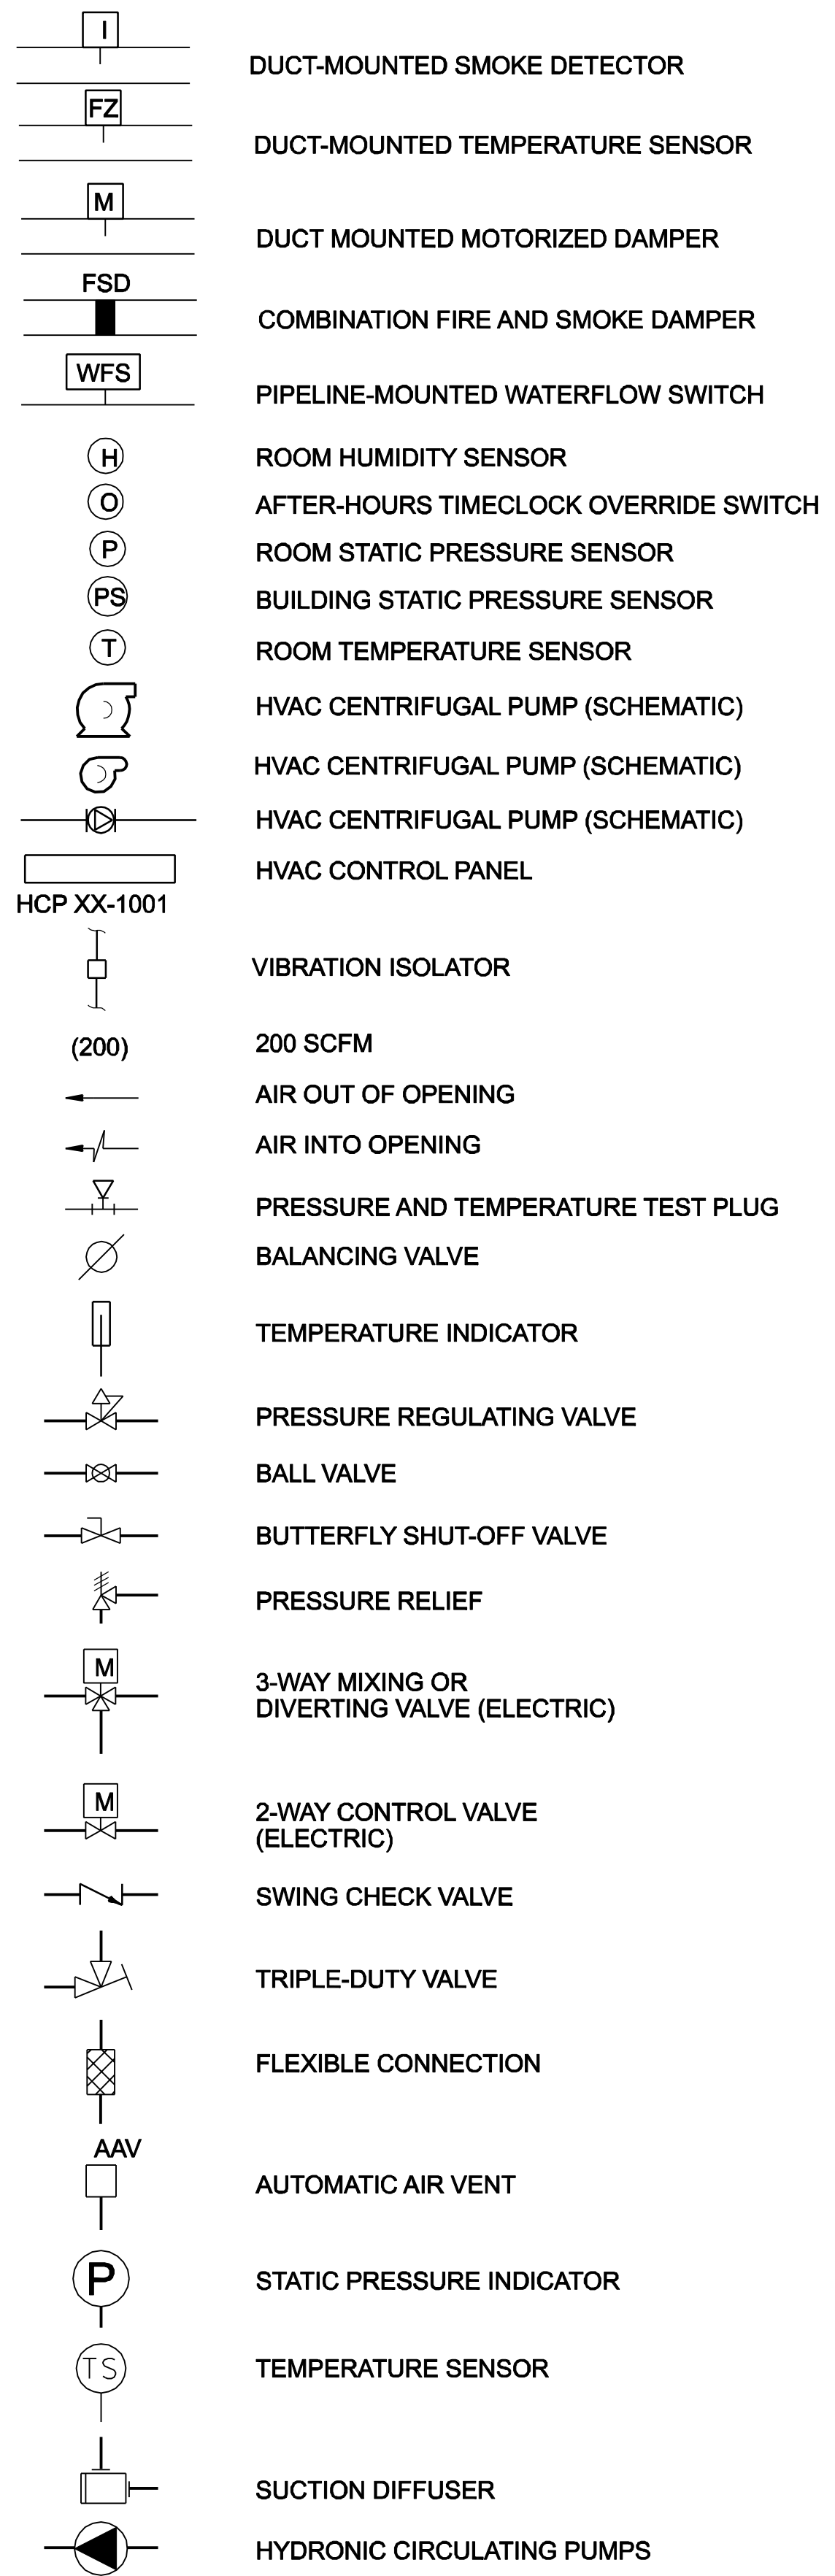 I
DUCT-MOUNTED SMOKE DETECTOR
FZ
DUCT-MOUNTED TEMPERATURE SENSOR
M
DUCT MOUNTED MOTORIZED DAMPER
FSD
COMBINATION FIRE AND SMOKE DAMPER
WFS
PIPELINE-MOUNTED WATERFLOW SWITCH
H ROOM HUMIDITY SENSOR
O AFTER-HOURS TIMECLOCK OVERRIDE SWITCH
P ROOM STATIC PRESSURE SENSOR
PS BUILDING STATIC PRESSURE SENSOR
T ROOM TEMPERATURE SENSOR
HVAC CENTRIFUGAL PUMP (SCHEMATIC)
HVAC CENTRIFUGAL PUMP (SCHEMATIC)
HVAC CENTRIFUGAL PUMP (SCHEMATIC)
HVAC CONTROL PANEL
HCP XX-1001
VIBRATION ISOLATOR
(200) 200 SCFM
AIR OUT OF OPENING
AIR INTO OPENING
PRESSURE AND TEMPERATURE TEST PLUG
BALANCING VALVE
TEMPERATURE INDICATOR
PRESSURE REGULATING VALVE
BALL VALVE
BUTTERFLY SHUT-OFF VALVE
PRESSURE RELIEF
M
3-WAY MIXING OR
DIVERTING VALVE (ELECTRIC)
M
2-WAY CONTROL VALVE
(ELECTRIC)
SWING CHECK VALVE
TRIPLE-DUTY VALVE
FLEXIBLE CONNECTION
AAV
AUTOMATIC AIR VENT
P STATIC PRESSURE INDICATOR
TS TEMPERATURE SENSOR
SUCTION DIFFUSER
HYDRONIC CIRCULATING PUMPS